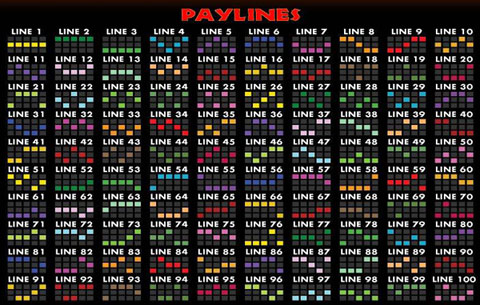 PAYLINES
LINE 1 LINE 2 LINE 3 LINE 4 LINE 5 LINE 6 LINE 7 LINE 8 LINE 9 LINE 10
LINE 11 LINE 12 LINE 13 LINE 14 LINE 15 LINE 16 LINE 17 LINE 18 LINE 19 LINE 20
LINE 21 LINE 22 LINE 23 LINE 24 LINE 25 LINE 26 LINE 27 LINE 28 LINE 29 LINE 30
LINE 31 LINE 32 LINE 33 LINE 34 LINE 35 LINE 36 LINE 37 LINE 38 LINE 39 LINE 40
LINE 41 LINE 42 LINE 43 LINE 44 LINE 45 LINE 46 LINE 47 LINE 48 LINE 49 LINE 50
LINE 51 LINE 52 LINE 53 LINE 54 LINE 55 LINE 56 LINE 57 LINE 58 LINE 59 LINE 60
LINE 61 LINE 62 LINE 63 LINE 64 LINE 65 LINE 66 LINE 67 LINE 68 LINE 69 LINE 70
LINE 71 LINE 72 LINE 73 LINE 74 LINE 75 LINE 76 LINE 77 LINE 78 LINE 79 LINE 80
LINE 81 LINE 82 LINE 83 LINE 84 LINE 85 LINE 86 LINE 87 LINE 88 LINE 89 LINE 90
LINE 91 LINE 92 LINE 93 LINE 94 LINE 95 LINE 96 LINE 97 LINE 98 LINE 99 LINE 100